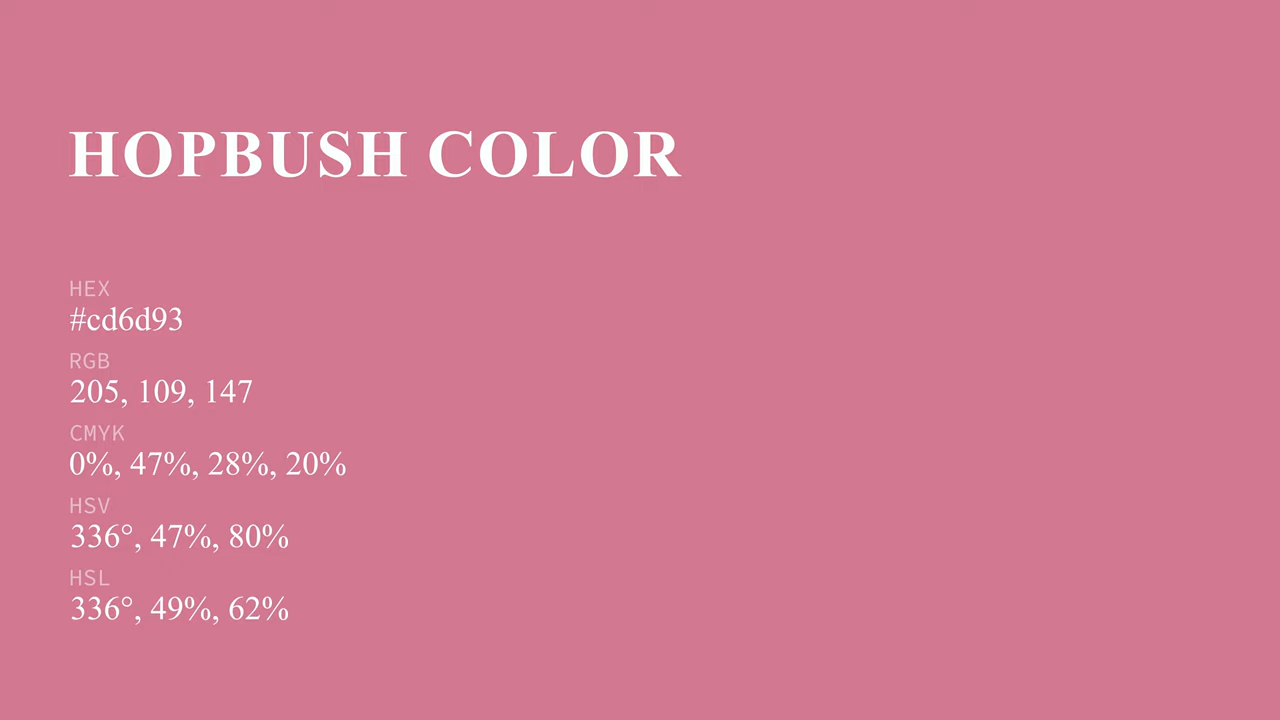 HOPBUSH COLOR
HEX
#cd6d93
RGB
205, 109, 147
CMYK
0%, 47%, 28%, 20%
HSV
336°, 47%, 80%
HSL
336°, 49%, 62%